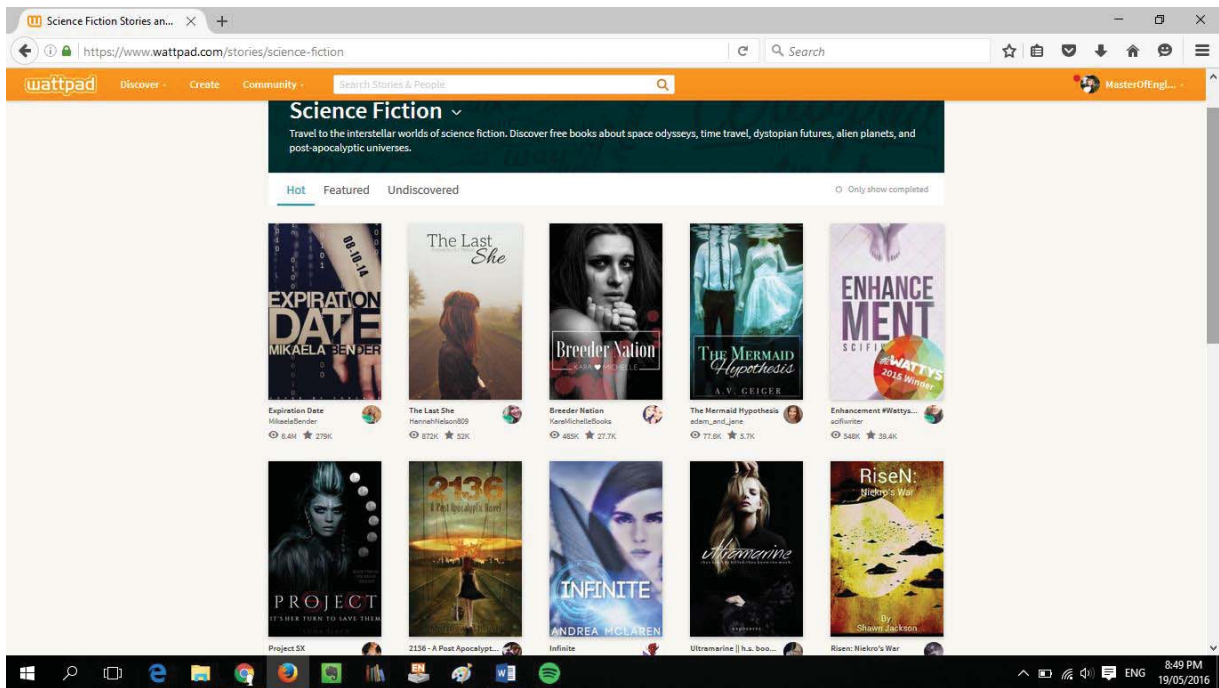 Science Fiction Stories an...
https://www.wattpad.com/stories/science-fiction
Search
wattpad
Discover
Create
Community
Search Stories & People
MasterOfEngl...
Science Fiction
Travel to the interstellar worlds of science fiction. Discover free books about space odysseys, time travel, dystopian futures, alien planets, and
post-apocalyptic universes.
Hot Featured Undiscovered
Only show completed
08-10-14
EXPIRATION
DATE
MIKAELA BENDER
The Last
She
Breeder Nation
KARA MICHELLE
THE MERMAID
Hypothesis
A.V. GEIGER
ENHANCE
MENT
#WATTYS
2015 Winner
Expiration Date
MikaelaBender
6.4M 279K
The Last She
HannahNelson809
872K 52K
Breeder Nation
KaraMichelleBooks
485K 27.7K
The Mermaid Hypothesis
adam_and_jane
77.6K 5.7K
Enhancement #Wattys...
scifiwriter
548K 39.4K
PROJECT
IT'S HER TURN TO SAVE THEM
2136
A Post Apocalyptic Novel
INFINITE
ANDREA MCLAREN
ultramarine
RiseN:
Niekro's War
By
Shawn Jackson
Project SX
2136 - A Post Apocalypt...
Infinite
Ultramarine || h.s. boo...
Risen: Niekro's War
EN
ENG
8:49 PM
19/05/2016